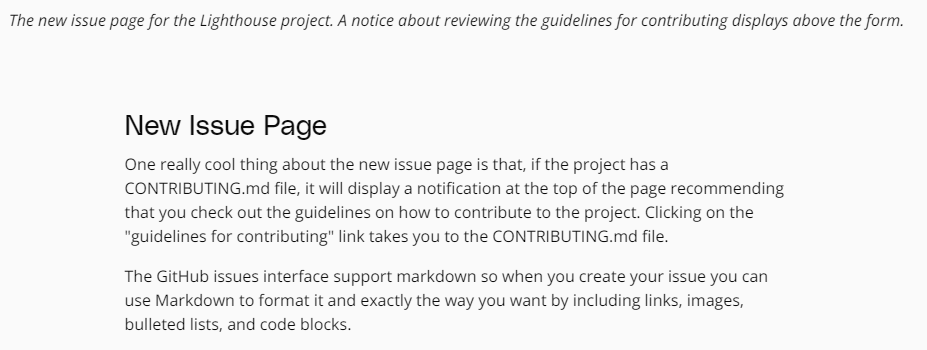 The new issue page for the Lighthouse project. A notice about reviewing the guidelines for contributing displays above the form.
New Issue Page
One really cool thing about the new issue page is that, if the project has a
CONTRIBUTING.md file, it will display a notification at the top of the page recommending
that you check out the guidelines on how to contribute to the project. Clicking on the
"guidelines for contributing" link takes you to the CONTRIBUTING.md file.
The GitHub issues interface support markdown so when you create your issue you can
use Markdown to format it and exactly the way you want by including links, images,
bulleted lists, and code blocks.